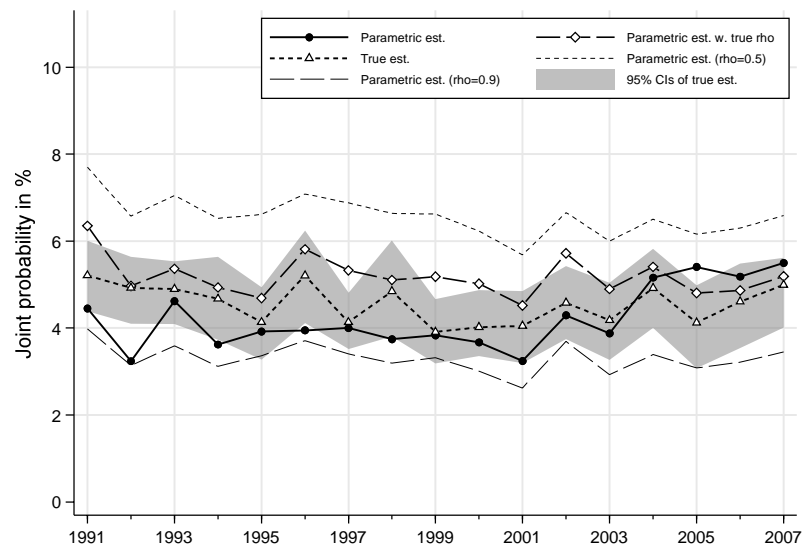 Parametric est.
Parametric est. w. true rho
True est.
Parametric est. (rho=0.5)
Parametric est. (rho=0.9)
95% CIs of true est.
Joint probability in %
10
8
6
4
2
0
1991 1993 1995 1997 1999 2001 2003 2005 2007